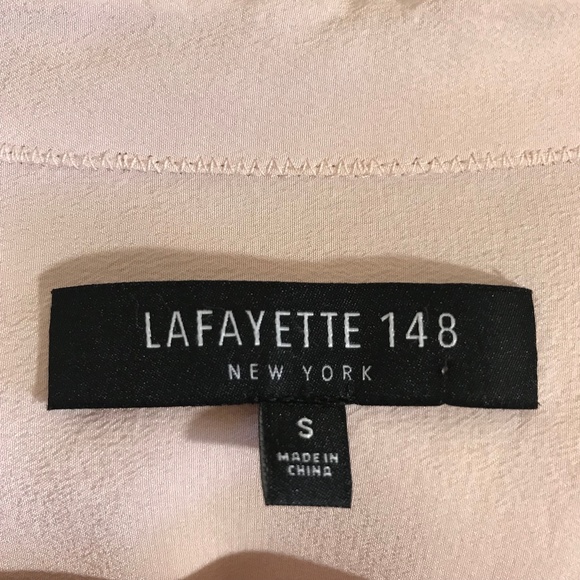 LAFAYETTE 148
NEW YORK
S
MADE IN
CHINA